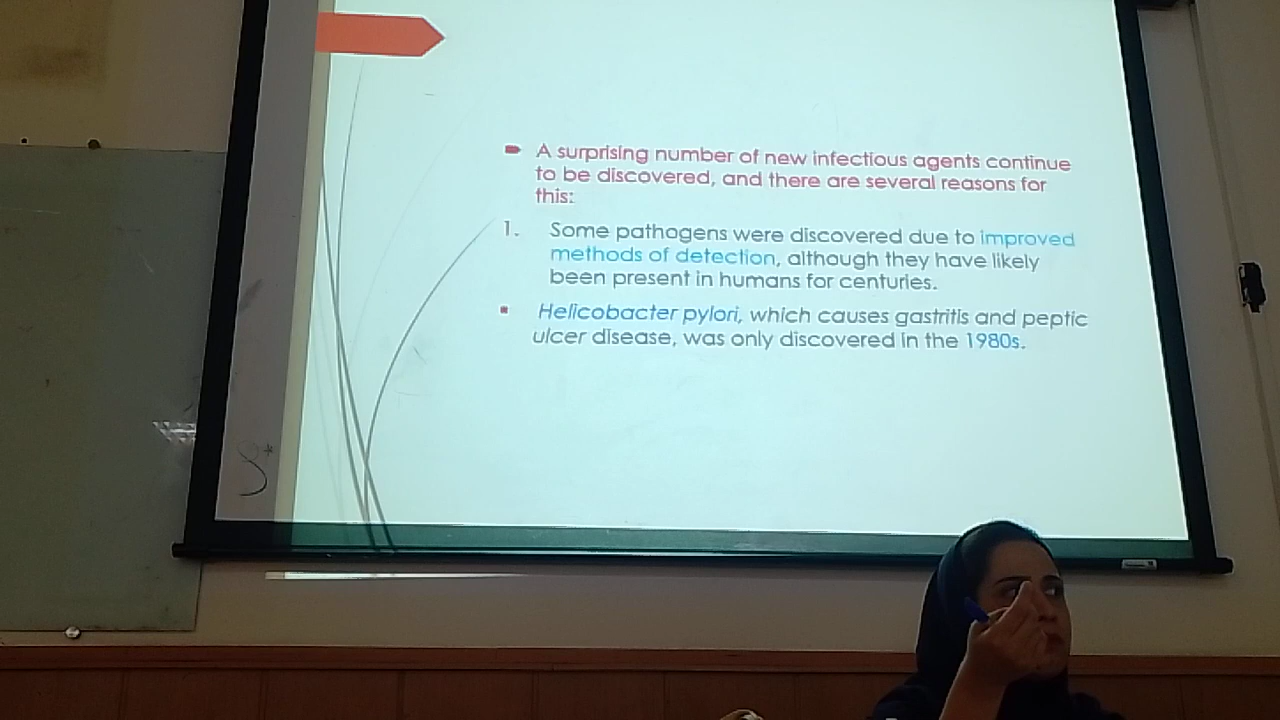 A surprising number of new infectious agents continue
to be discovered, and there are several reasons for
this:
1. Some pathogens were discovered due to improved
methods of detection, although they have likely
been present in humans for centuries.
Helicobacter pylori, which causes gastritis and peptic
ulcer disease, was only discovered in the 1980s.